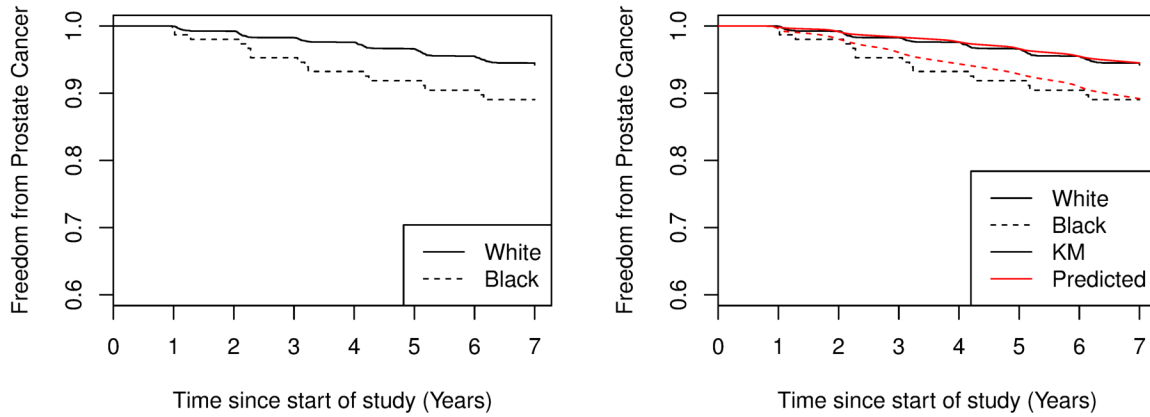 Freedom from Prostate Cancer
1.0
0.9
0.8
0.7
0.6
White
Black
0 1 2 3 4 5 6 7
Time since start of study (Years)
Freedom from Prostate Cancer
1.0
0.9
0.8
0.7
0.6
White
Black
KM
Predicted
0 1 2 3 4 5 6 7
Time since start of study (Years)